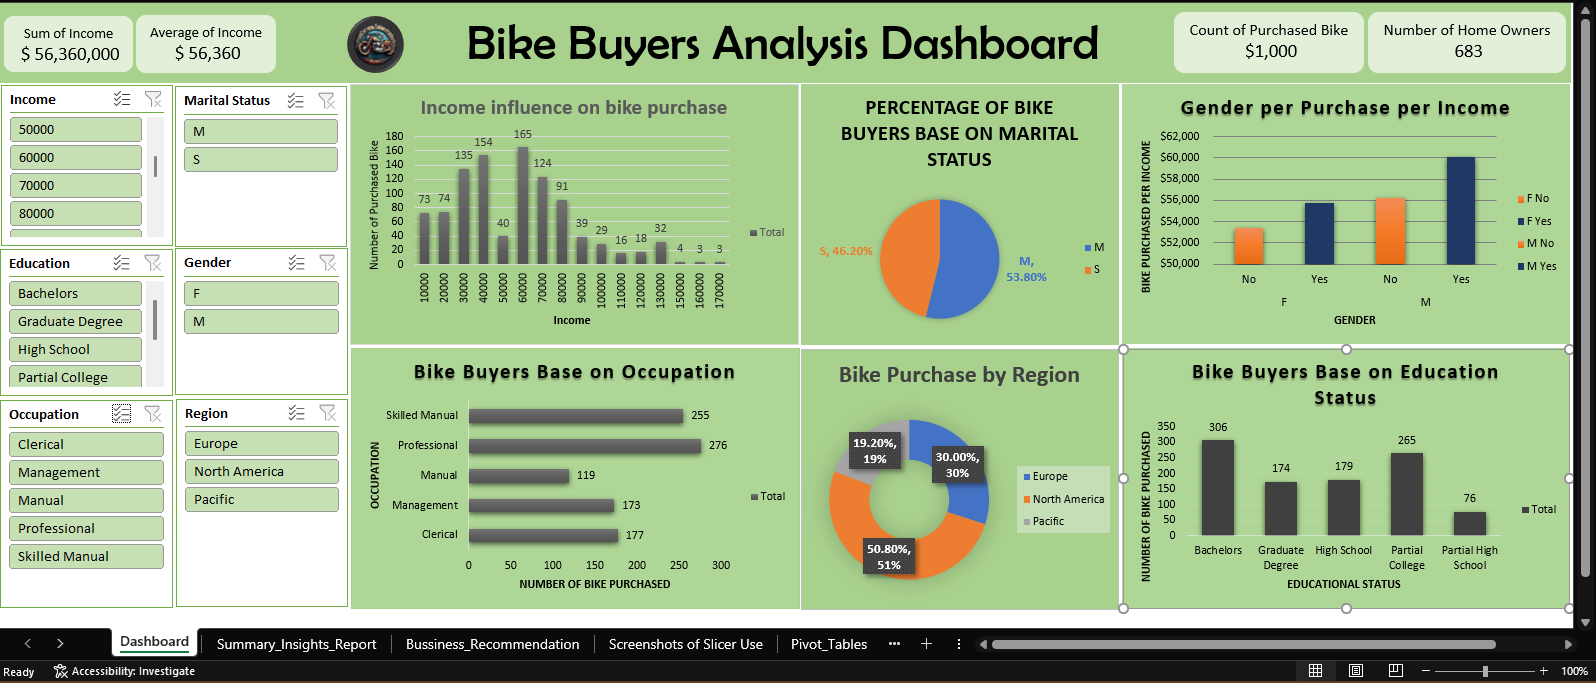 Sum of Income
$ 56,360,000
Average of Income
$ 56,360
Bike Buyers Analysis Dashboard
Count of Purchased Bike
$1,000
Number of Home Owners
683
Income
50000
60000
70000
80000
Marital Status
M
S
Education
Bachelors
Graduate Degree
High School
Partial College
Gender
F
M
Occupation
Clerical
Management
Manual
Professional
Skilled Manual
Region
Europe
North America
Pacific
Income influence on bike purchase
Number of Purchased Bike
180
160
140
120
100
80
60
40
20
0
73
74
135
154
40
165
124
91
39
29
16
18
32
4
3
3
10000
20000
30000
40000
50000
60000
70000
80000
90000
100000
110000
120000
130000
150000
160000
170000
Income
Total
PERCENTAGE OF BIKE
BUYERS BASE ON MARITAL
STATUS
S, 46.20%
M,
53.80%
M
S
Gender per Purchase per Income
BIKE PURCHASED PER INCOME
$62,000
$60,000
$58,000
$56,000
$54,000
$52,000
$50,000
No
Yes
No
Yes
F
M
GENDER
F No
F Yes
M No
M Yes
Bike Buyers Base on Occupation
OCCUPATION
Skilled Manual
255
Professional
276
Manual
119
Management
173
Clerical
177
0
50
100
150
200
250
300
NUMBER OF BIKE PURCHASED
Total
Bike Purchase by Region
19.20%,
19%
30.00%,
30%
50.80%,
51%
Europe
North America
Pacific
Bike Buyers Base on Education
Status
NUMBER OF BIKE PURCHASED
350
300
250
200
150
100
50
0
306
174
179
265
76
Bachelors
Graduate
Degree
High School
Partial
College
Partial High
School
EDUCATIONAL STATUS
Total
Dashboard
Summary_Insights_Report
Bussiness_Recommendation
Screenshots of Slicer Use
Pivot_Tables
Ready
Accessibility: Investigate
100%